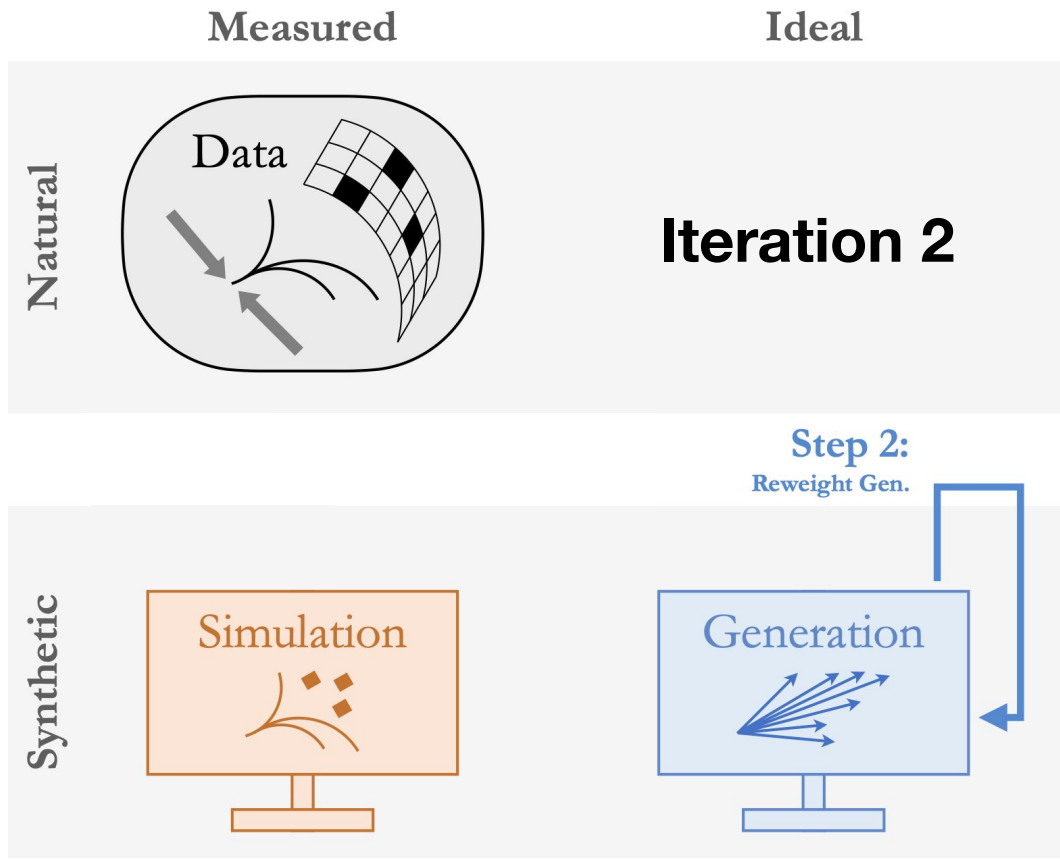 Measured
Ideal
Natural
Data
Iteration 2
Step 2:
Reweight Gen.
Synthetic
Simulation
Generation